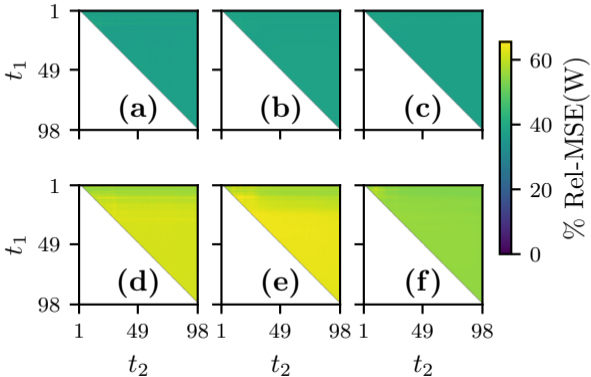 1
t₁ 49
98
(a) (b) (c)
1
t₁ 49
98
(d) (e) (f)
1 49 98 1 49 98 1 49 98
t₂ t₂ t₂
60
40
20
0
% Rel-MSE(W)